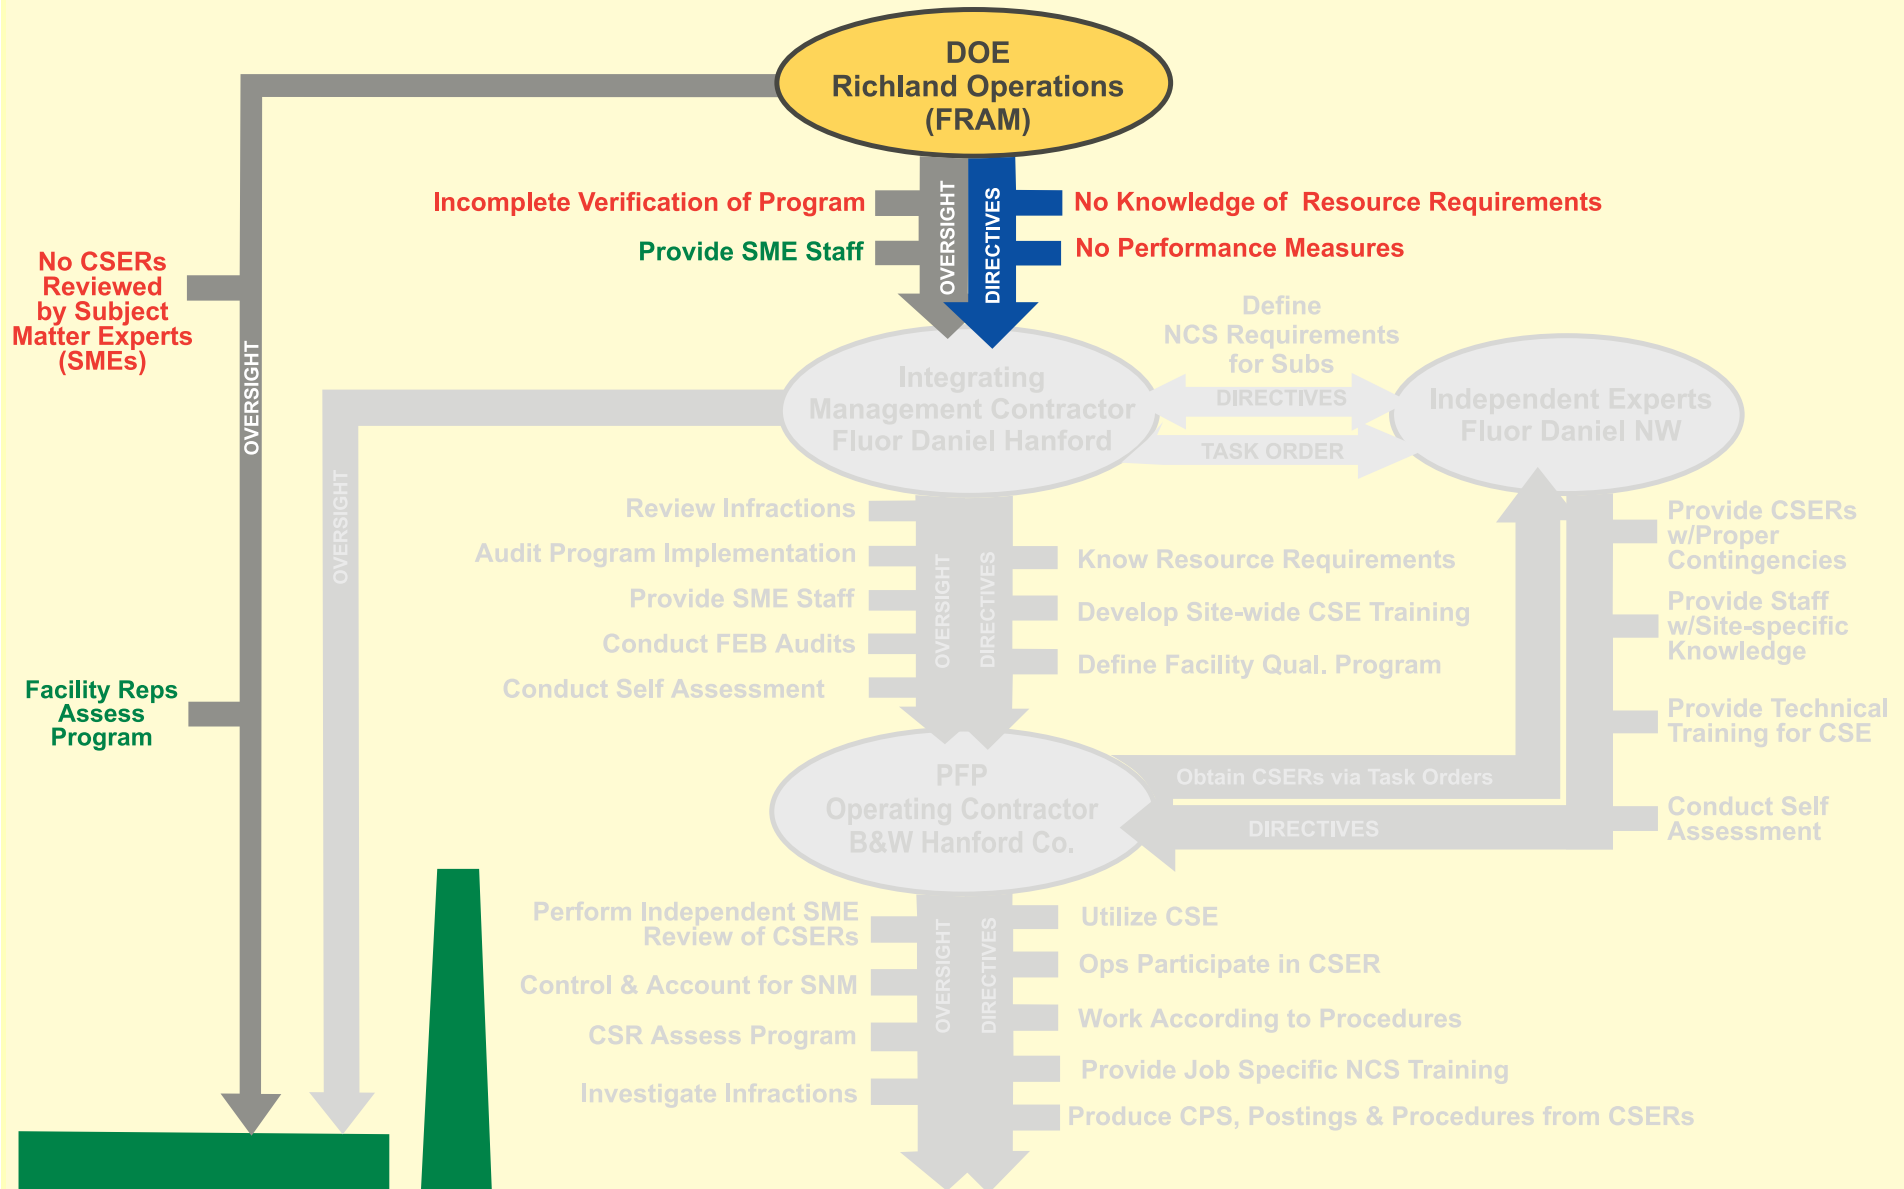 DOE
Richland Operations
(FRAM)
OVERSIGHT
DIRECTIVES
Incomplete Verification of Program
Provide SME Staff
No Knowledge of Resource Requirements
No Performance Measures
No CSERs
Reviewed
by Subject
Matter Experts
(SMEs)
OVERSIGHT
Facility Reps
Assess
Program
Define
NCS Requirements
for Subs
DIRECTIVES
TASK ORDER
Integrating
Management Contractor
Fluor Daniel Hanford
Independent Experts
Fluor Daniel NW
OVERSIGHT
Review Infractions
Audit Program Implementation
Provide SME Staff
Conduct FEB Audits
Conduct Self Assessment
OVERSIGHT
DIRECTIVES
Know Resource Requirements
Develop Site-wide CSE Training
Define Facility Qual. Program
Provide CSERs
w/Proper
Contingencies
Provide Staff
w/Site-specific
Knowledge
Provide Technical
Training for CSE
Conduct Self
Assessment
PFP
Operating Contractor
B&W Hanford Co.
Obtain CSERs via Task Orders
DIRECTIVES
Perform Independent SME
Review of CSERs
Control & Account for SNM
CSR Assess Program
Investigate Infractions
OVERSIGHT
DIRECTIVES
Utilize CSE
Ops Participate in CSER
Work According to Procedures
Provide Job Specific NCS Training
Produce CPS, Postings & Procedures from CSERs